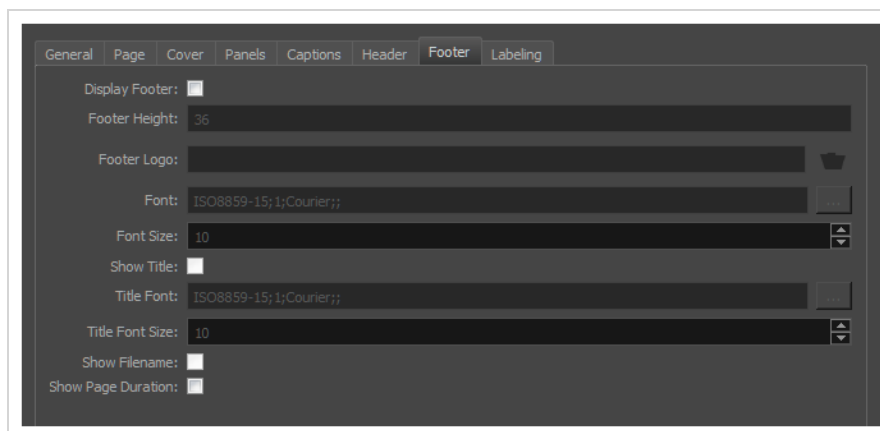 General Page Cover Panels Captions Header Footer Labeling
Display Footer:
Footer Height: 36
Footer Logo:
Font: ISO8859-15;1;Courier;; ...
Font Size: 10
Show Title:
Title Font: ISO8859-15;1;Courier;; ...
Title Font Size: 10
Show Filename:
Show Page Duration: